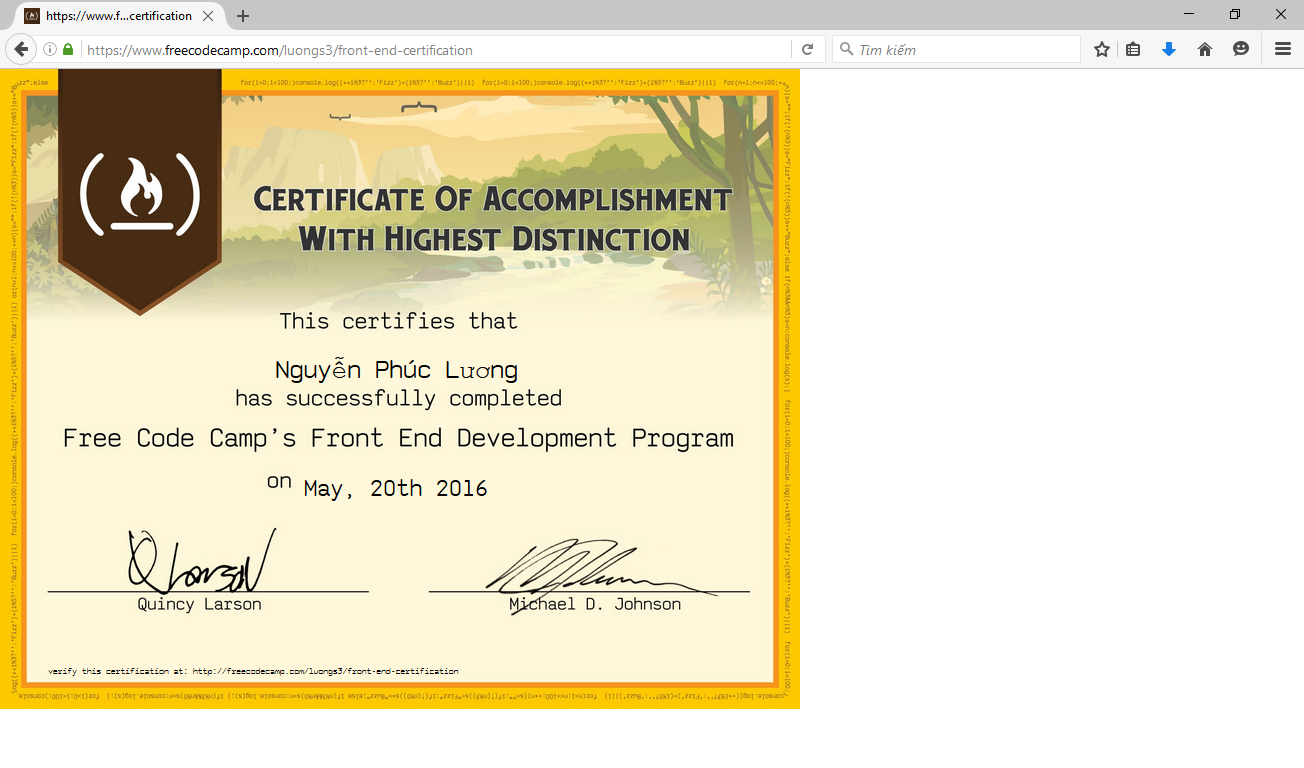 https://www.f...certification
https://www.freecodecamp.com/luongs3/front-end-certification
Tìm kiếm
for(i=0;i<100;)console.log((++i%3?'':'Fizz')+(i%5?'':'Buzz')||i)
CERTIFICATE OF ACCOMPLISHMENT
WITH HIGHEST DISTINCTION
This certifies that
Nguyễn Phúc Lương
has successfully completed
Free Code Camp's Front End Development Program
on May, 20th 2016
Quincy Larson
Michael D. Johnson
verify this certification at: http://freecodecamp.com/luongs3/front-end-certification